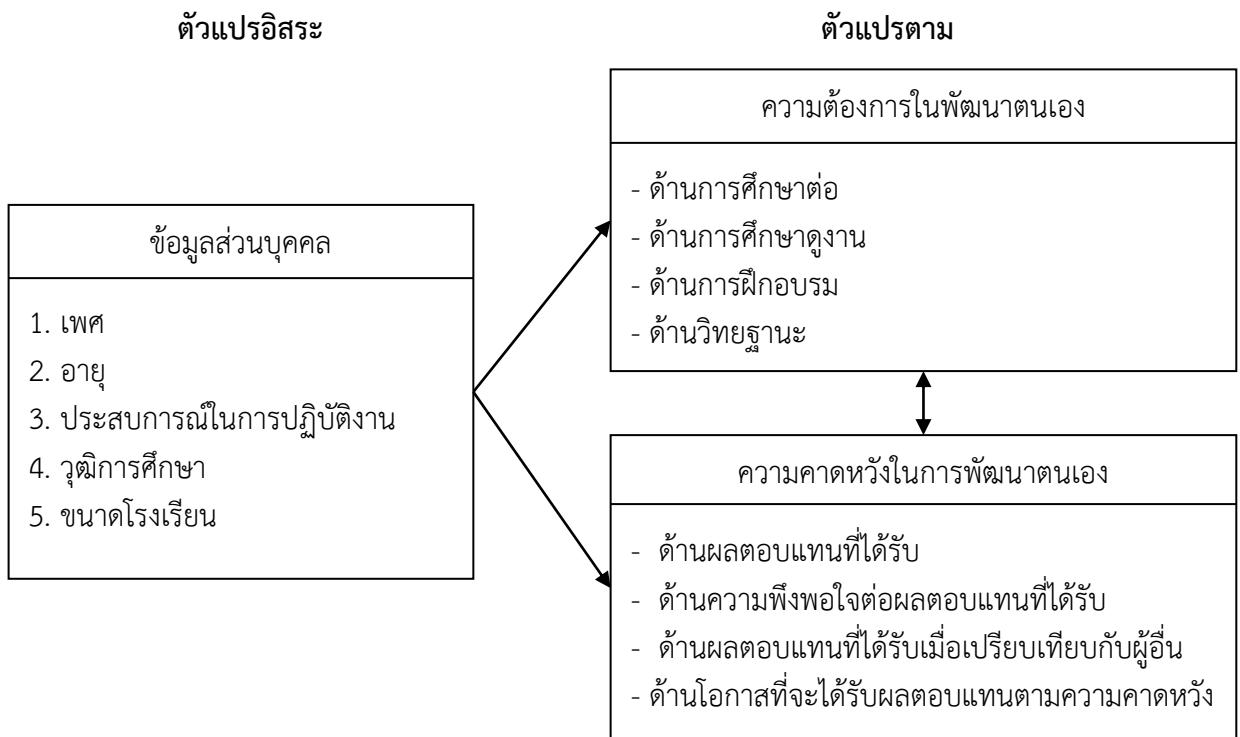 ตัวแปรอิสระ
ตัวแปรตาม
ข้อมูลส่วนบุคคล
1. เพศ
2. อายุ
3. ประสบการณ์ในการปฏิบัติงาน
4. วุฒิการศึกษา
5. ขนาดโรงเรียน
ความต้องการในพัฒนาตนเอง
- ด้านการศึกษาต่อ
- ด้านการศึกษาดูงาน
- ด้านการฝึกอบรม
- ด้านวิทยฐานะ
ความคาดหวังในการพัฒนาตนเอง
- ด้านผลตอบแทนที่ได้รับ
- ด้านความพึงพอใจต่อผลตอบแทนที่ได้รับ
- ด้านผลตอบแทนที่ได้รับเมื่อเปรียบเทียบกับผู้อื่น
- ด้านโอกาสที่จะได้รับผลตอบแทนตามความคาดหวัง